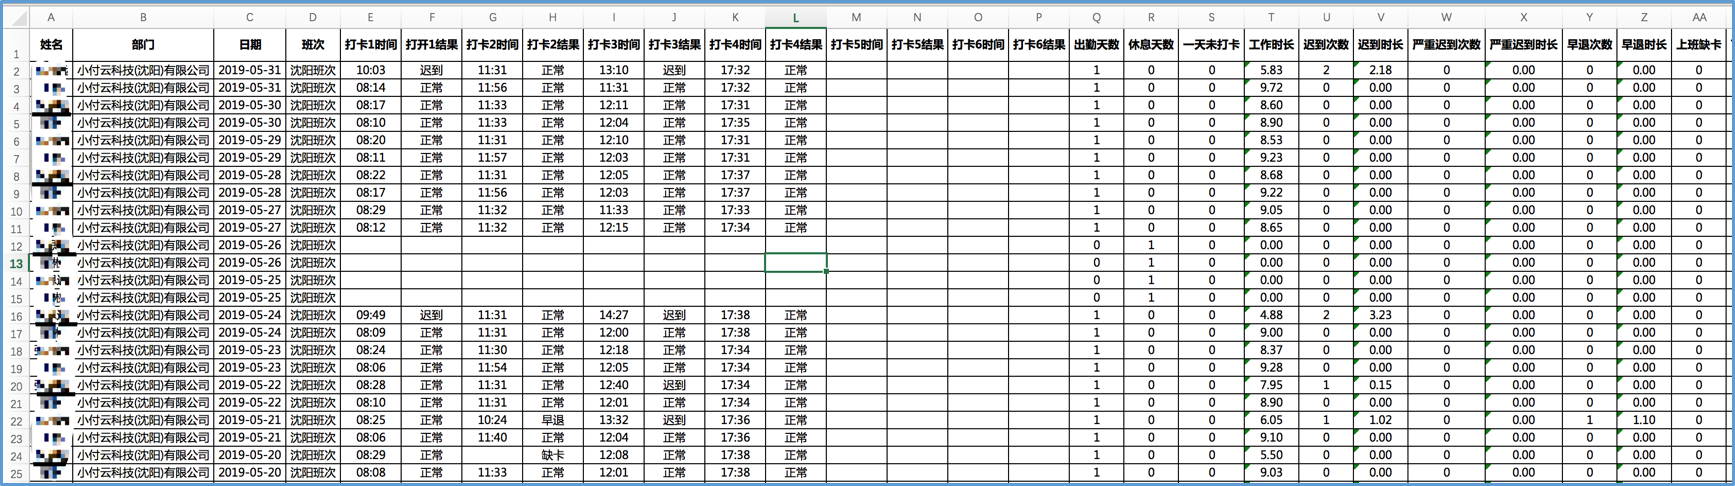 A B C D E F G H I J K L M N O P Q R S T U V W X Y Z AA
1 姓名 部门 日期 班次 打卡1时间 打开1结果 打卡2时间 打卡2结果 打卡3时间 打卡3结果 打卡4时间 打卡4结果 打卡5时间 打卡5结果 打卡6时间 打卡6结果 出勤天数 休息天数 一天未打卡 工作时长 迟到次数 迟到时长 严重迟到次数 严重迟到时长 早退次数 早退时长 上班缺卡
2 小付云科技(沈阳)有限公司 2019-05-31 沈阳班次 10:03 迟到 11:31 正常 13:10 迟到 17:32 正常 1 0 0 5.83 2 2.18 0 0.00 0 0.00 0
3 小付云科技(沈阳)有限公司 2019-05-31 沈阳班次 08:14 正常 11:56 正常 11:31 正常 17:32 正常 1 0 0 9.72 0 0.00 0 0.00 0 0.00 0
4 小付云科技(沈阳)有限公司 2019-05-30 沈阳班次 08:17 正常 11:33 正常 12:11 正常 17:31 正常 1 0 0 8.60 0 0.00 0 0.00 0 0.00 0
5 小付云科技(沈阳)有限公司 2019-05-30 沈阳班次 08:10 正常 11:33 正常 12:04 正常 17:35 正常 1 0 0 8.90 0 0.00 0 0.00 0 0.00 0
6 小付云科技(沈阳)有限公司 2019-05-29 沈阳班次 08:20 正常 11:31 正常 12:10 正常 17:31 正常 1 0 0 8.53 0 0.00 0 0.00 0 0.00 0
7 小付云科技(沈阳)有限公司 2019-05-29 沈阳班次 08:11 正常 11:57 正常 12:03 正常 17:31 正常 1 0 0 9.23 0 0.00 0 0.00 0 0.00 0
8 小付云科技(沈阳)有限公司 2019-05-28 沈阳班次 08:22 正常 11:31 正常 12:05 正常 17:37 正常 1 0 0 8.68 0 0.00 0 0.00 0 0.00 0
9 小付云科技(沈阳)有限公司 2019-05-28 沈阳班次 08:17 正常 11:56 正常 12:03 正常 17:37 正常 1 0 0 9.22 0 0.00 0 0.00 0 0.00 0
10 小付云科技(沈阳)有限公司 2019-05-27 沈阳班次 08:29 正常 11:32 正常 11:33 正常 17:33 正常 1 0 0 9.05 0 0.00 0 0.00 0 0.00 0
11 小付云科技(沈阳)有限公司 2019-05-27 沈阳班次 08:12 正常 11:32 正常 12:15 正常 17:34 正常 1 0 0 8.65 0 0.00 0 0.00 0 0.00 0
12 小付云科技(沈阳)有限公司 2019-05-26 沈阳班次 0 1 0 0.00 0 0.00 0 0.00 0 0.00 0
13 小付云科技(沈阳)有限公司 2019-05-26 沈阳班次 0 1 0 0.00 0 0.00 0 0.00 0 0.00 0
14 小付云科技(沈阳)有限公司 2019-05-25 沈阳班次 0 1 0 0.00 0 0.00 0 0.00 0 0.00 0
15 小付云科技(沈阳)有限公司 2019-05-25 沈阳班次 0 1 0 0.00 0 0.00 0 0.00 0 0.00 0
16 小付云科技(沈阳)有限公司 2019-05-24 沈阳班次 09:49 迟到 11:31 正常 14:27 迟到 17:38 正常 1 0 0 4.88 2 3.23 0 0.00 0 0.00 0
17 小付云科技(沈阳)有限公司 2019-05-24 沈阳班次 08:09 正常 11:31 正常 12:00 正常 17:38 正常 1 0 0 9.00 0 0.00 0 0.00 0 0.00 0
18 小付云科技(沈阳)有限公司 2019-05-23 沈阳班次 08:24 正常 11:30 正常 12:18 正常 17:34 正常 1 0 0 8.37 0 0.00 0 0.00 0 0.00 0
19 小付云科技(沈阳)有限公司 2019-05-23 沈阳班次 08:06 正常 11:54 正常 12:05 正常 17:34 正常 1 0 0 9.28 0 0.00 0 0.00 0 0.00 0
20 小付云科技(沈阳)有限公司 2019-05-22 沈阳班次 08:28 正常 11:31 正常 12:40 迟到 17:34 正常 1 0 0 7.95 1 0.15 0 0.00 0 0.00 0
21 小付云科技(沈阳)有限公司 2019-05-22 沈阳班次 08:10 正常 11:31 正常 12:01 正常 17:34 正常 1 0 0 8.90 0 0.00 0 0.00 0 0.00 0
22 小付云科技(沈阳)有限公司 2019-05-21 沈阳班次 08:25 正常 10:24 早退 13:32 迟到 17:36 正常 1 0 0 6.05 1 1.02 0 0.00 1 1.10 0
23 小付云科技(沈阳)有限公司 2019-05-21 沈阳班次 08:06 正常 11:40 正常 12:04 正常 17:36 正常 1 0 0 9.10 0 0.00 0 0.00 0 0.00 0
24 小付云科技(沈阳)有限公司 2019-05-20 沈阳班次 08:29 正常 缺卡 12:08 正常 17:38 正常 1 0 0 5.50 0 0.00 0 0.00 0 0.00 0
25 小付云科技(沈阳)有限公司 2019-05-20 沈阳班次 08:08 正常 11:33 正常 12:01 正常 17:38 正常 1 0 0 9.03 0 0.00 0 0.00 0 0.00 0